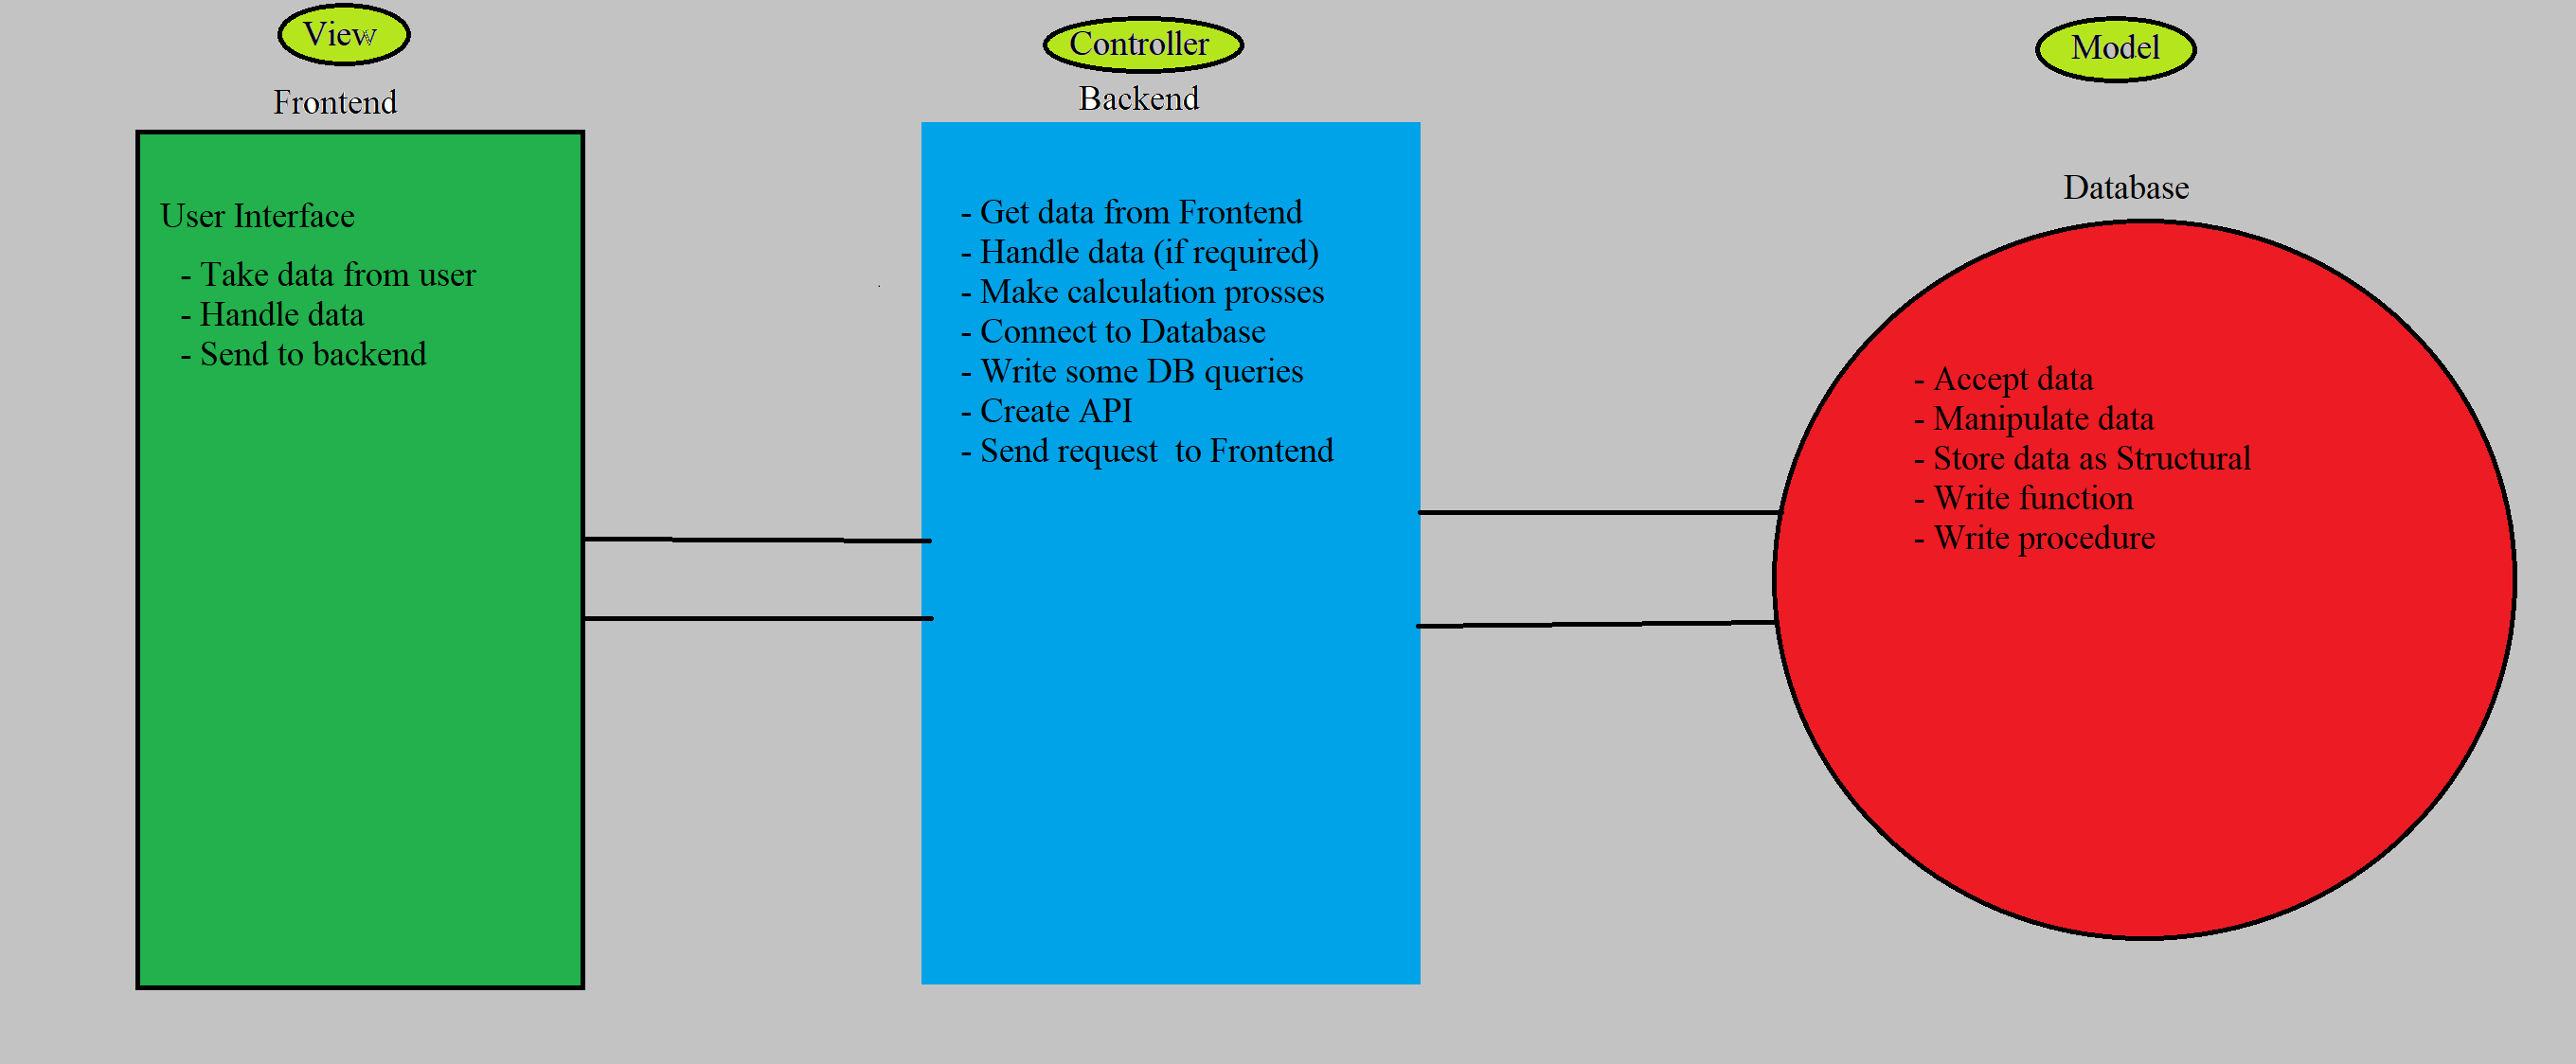 View
Frontend
User Interface
- Take data from user
- Handle data
- Send to backend
Controller
Backend
- Get data from Frontend
- Handle data (if required)
- Make calculation prosses
- Connect to Database
- Write some DB queries
- Create API
- Send request  to Frontend
Model
Database
- Accept data
- Manipulate data
- Store data as Structural
- Write function
- Write procedure